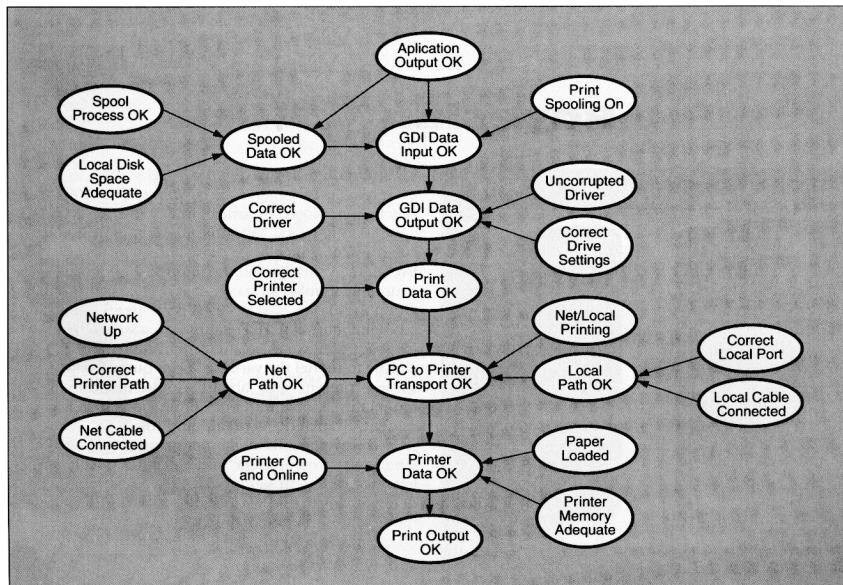 Aplication
Output OK
Spool
Process OK
Print
Spooling On
Spooled
Data OK
GDI Data
Input OK
Local Disk
Space
Adequate
Uncorrupted
Driver
Correct
Driver
GDI Data
Output OK
Correct
Drive
Settings
Correct
Printer
Selected
Print
Data OK
Network
Up
Net/Local
Printing
Correct
Local Port
Correct
Printer Path
Net
Path OK
PC to Printer
Transport OK
Local
Path OK
Local Cable
Connected
Net Cable
Connected
Paper
Loaded
Printer On
and Online
Printer
Data OK
Printer
Memory
Adequate
Print Output
OK